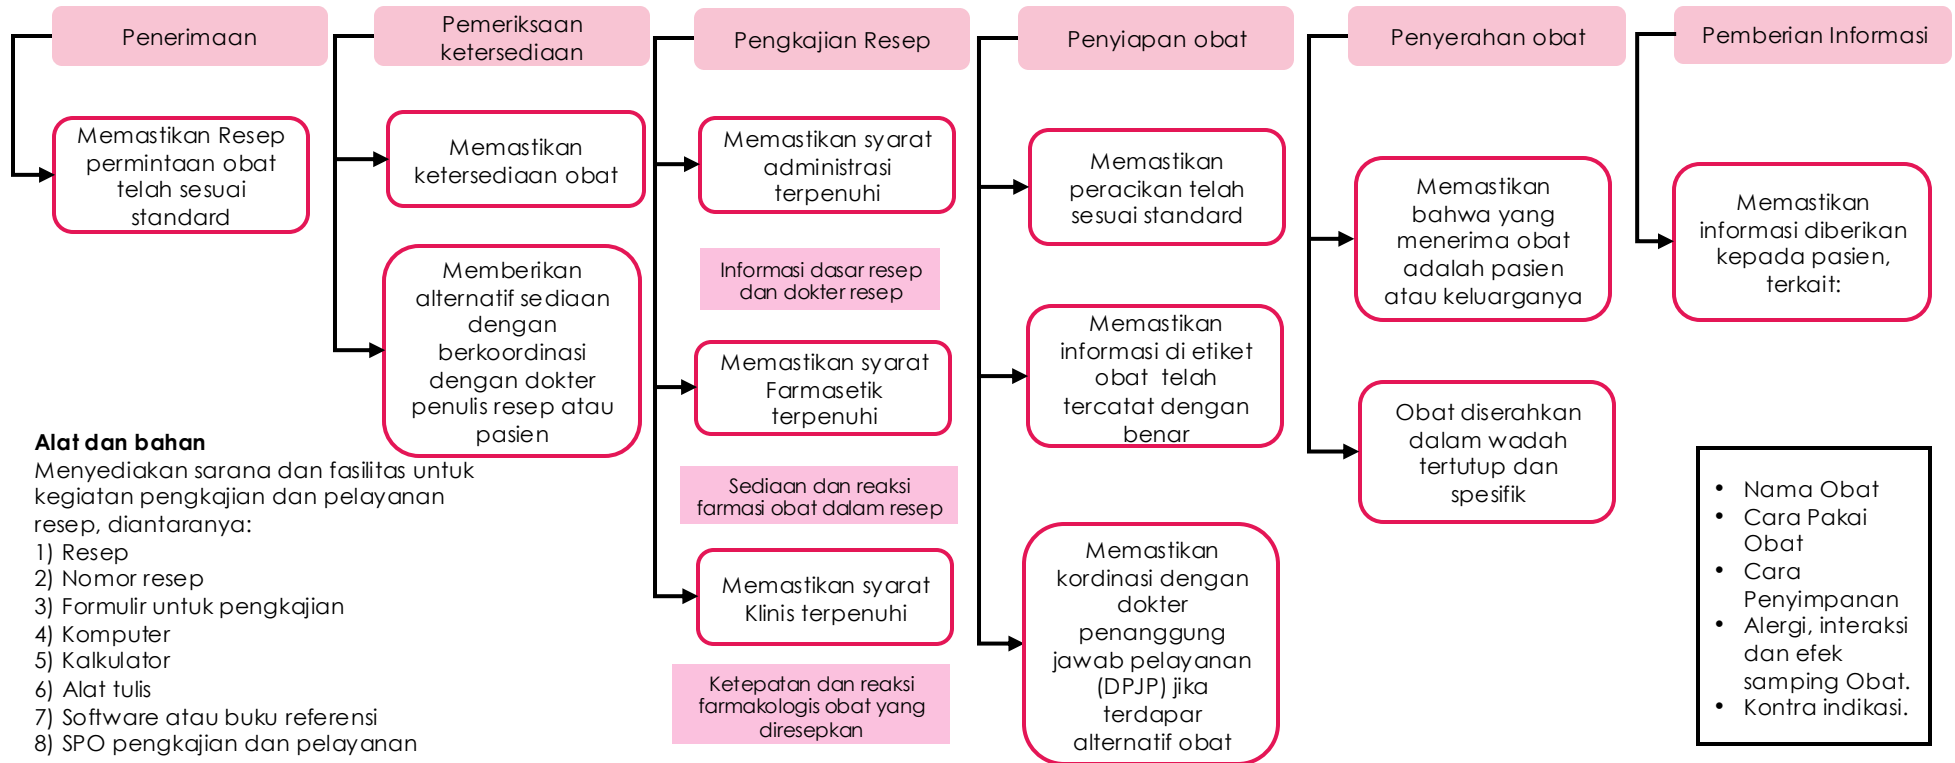 Penerimaan
Memastikan Resep
permintaan obat
telah sesuai
standard
Pemeriksaan
ketersediaan
Memastikan
ketersediaan obat
Memberikan
alternatif sediaan
dengan
berkoordinasi
dengan dokter
penulis resep atau
pasien
Pengkajian Resep
Memastikan syarat
administrasi
terpenuhi
Informasi dasar resep
dan dokter resep
Memastikan syarat
Farmasetik
terpenuhi
Sediaan dan reaksi
farmasi obat dalam resep
Memastikan syarat
Klinis terpenuhi
Ketepatan dan reaksi
farmakologis obat yang
diresepkan
Penyiapan obat
Memastikan
peracikan telah
sesuai standard
Memastikan
informasi di etiket
obat telah
tercatat dengan
benar
Memastikan
kordinasi dengan
dokter
penanggung
jawab pelayanan
(DPJP) jika
terdapar
alternatif obat
Penyerahan obat
Memastikan
bahwa yang
menerima obat
adalah pasien
atau keluarganya
Obat diserahkan
dalam wadah
tertutup dan
spesifik
Pemberian Informasi
Memastikan
informasi diberikan
kepada pasien,
terkait:
• Nama Obat
• Cara Pakai
Obat
• Cara
Penyimpanan
• Alergi, interaksi
dan efek
samping Obat.
• Kontra indikasi.
Alat dan bahan
Menyediakan sarana dan fasilitas untuk
kegiatan pengkajian dan pelayanan
resep, diantaranya:
1) Resep
2) Nomor resep
3) Formulir untuk pengkajian
4) Komputer
5) Kalkulator
6) Alat tulis
7) Software atau buku referensi
8) SPO pengkajian dan pelayanan